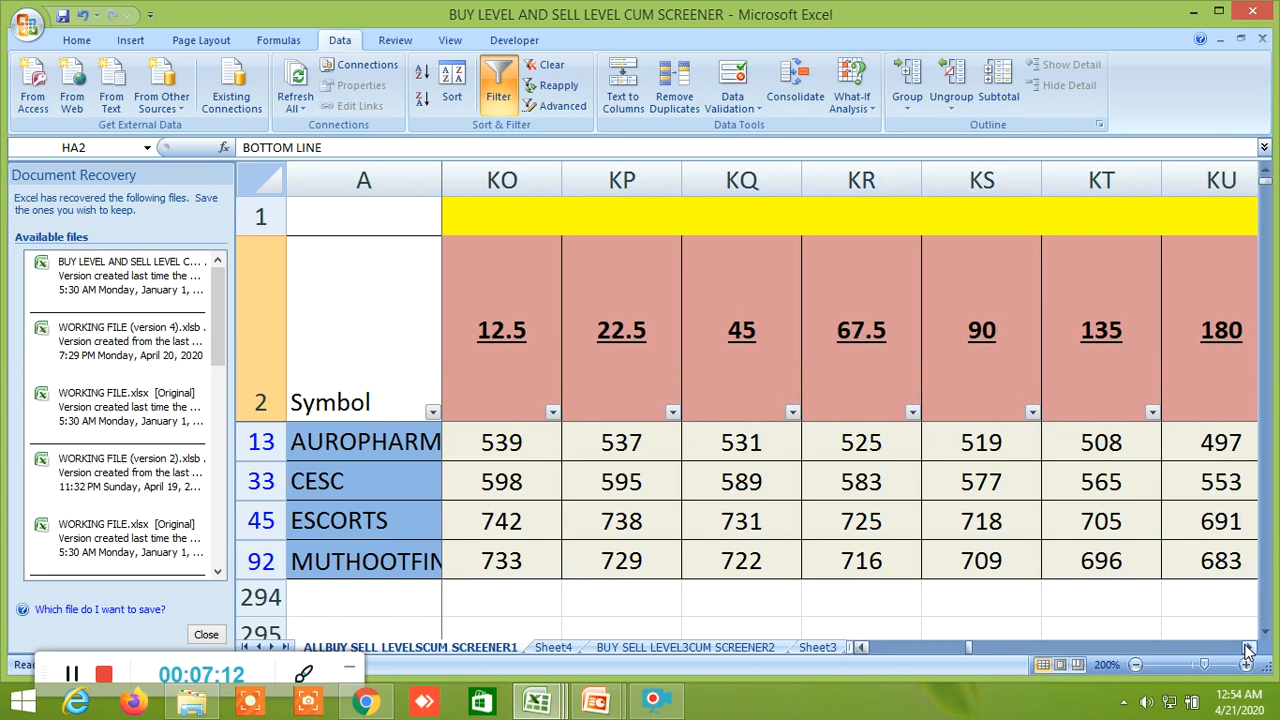 BUY LEVEL AND SELL LEVEL CUM SCREENER - Microsoft Excel
Home Insert Page Layout Formulas Data Review View Developer
From Access
From Web
From Text
From Other Sources
Existing Connections
Get External Data
Refresh All
Connections
Properties
Edit Links
Connections
Sort
Filter
Clear
Reapply
Advanced
Sort & Filter
Text to Columns
Remove Duplicates
Data Validation
Consolidate
What-If Analysis
Data Tools
Group
Ungroup
Subtotal
Show Detail
Hide Detail
Outline
HA2 fx BOTTOM LINE
Document Recovery
Excel has recovered the following files. Save
the ones you wish to keep.
Available files
BUY LEVEL AND SELL LEVEL C...
Version created last time the ...
5:30 AM Monday, January 1, ...
WORKING FILE (version 4).xlsb
Version created from the last ...
7:29 PM Monday, April 20, 2020
WORKING FILE.xlsx [Original]
Version created last time the ...
5:30 AM Monday, January 1, ...
WORKING FILE (version 2).xlsb
Version created from the last ...
11:32 PM Sunday, April 19, 2...
WORKING FILE.xlsx [Original]
Version created last time the ...
5:30 AM Monday, January 1, ...
Which file do I want to save?
Close
A KO KP KQ KR KS KT KU
1
2 Symbol 12.5 22.5 45 67.5 90 135 180
13 AUROPHARM 539 537 531 525 519 508 497
33 CESC 598 595 589 583 577 565 553
45 ESCORTS 742 738 731 725 718 705 691
92 MUTHOOTFIN 733 729 722 716 709 696 683
294
295
ALLBUY SELL LEVELSCUM SCREENER1 Sheet4 BUY SELL LEVEL3CUM SCREENER2 Sheet3
200%
00:07:12
12:54 AM
4/21/2020